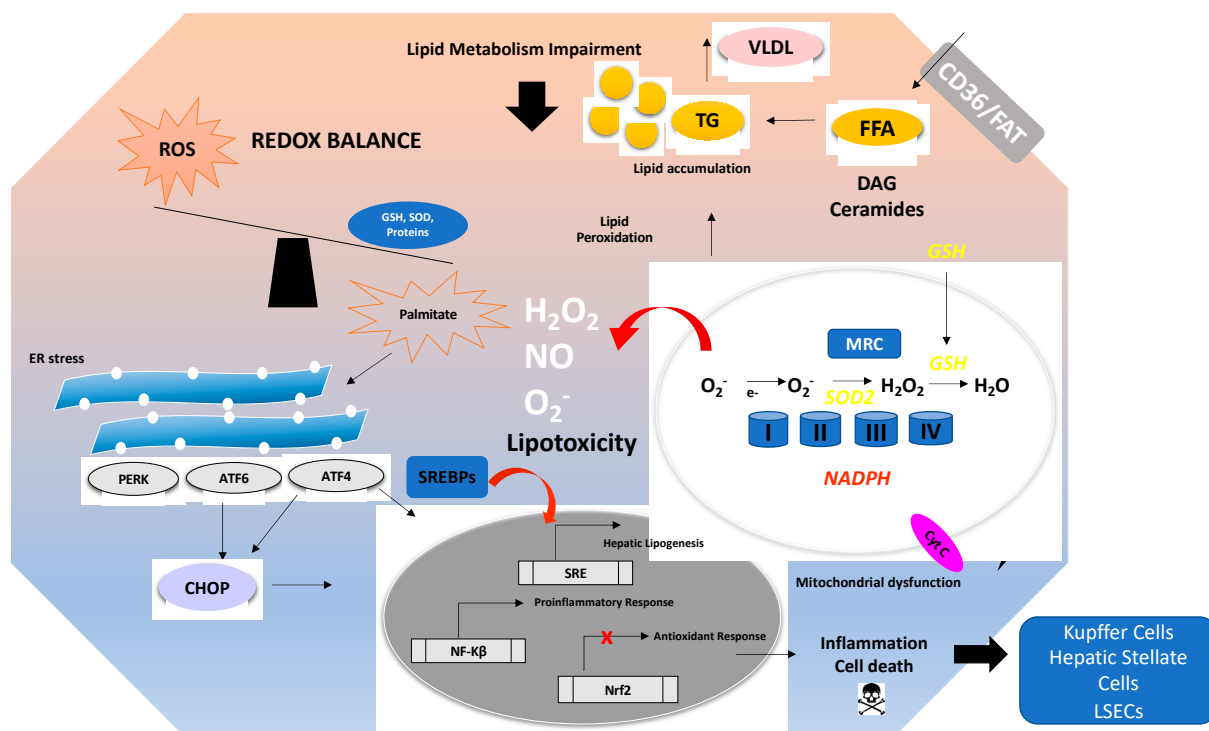 Lipid Metabolism Impairment
VLDL
CD36/FAT
ROS
REDOX BALANCE
TG
FFA
Lipid accumulation
DAG
Ceramides
GSH, SOD,
Proteins
Lipid
Peroxidation
GSH
Palmitate
H₂O₂
NO
O₂⁻
Lipotoxicity
MRC
GSH
O₂⁻
e-
O₂⁻
SOD2
H₂O₂
H₂O
I
II
III
IV
NADPH
ER stress
PERK
ATF6
ATF4
SREBPs
Cyt C
Hepatic Lipogenesis
SRE
CHOP
Mitochondrial dysfunction
Proinflammatory Response
NF-Kβ
Antioxidant Response
X
Nrf2
Inflammation
Cell death
Kupffer Cells
Hepatic Stellate
Cells
LSECs